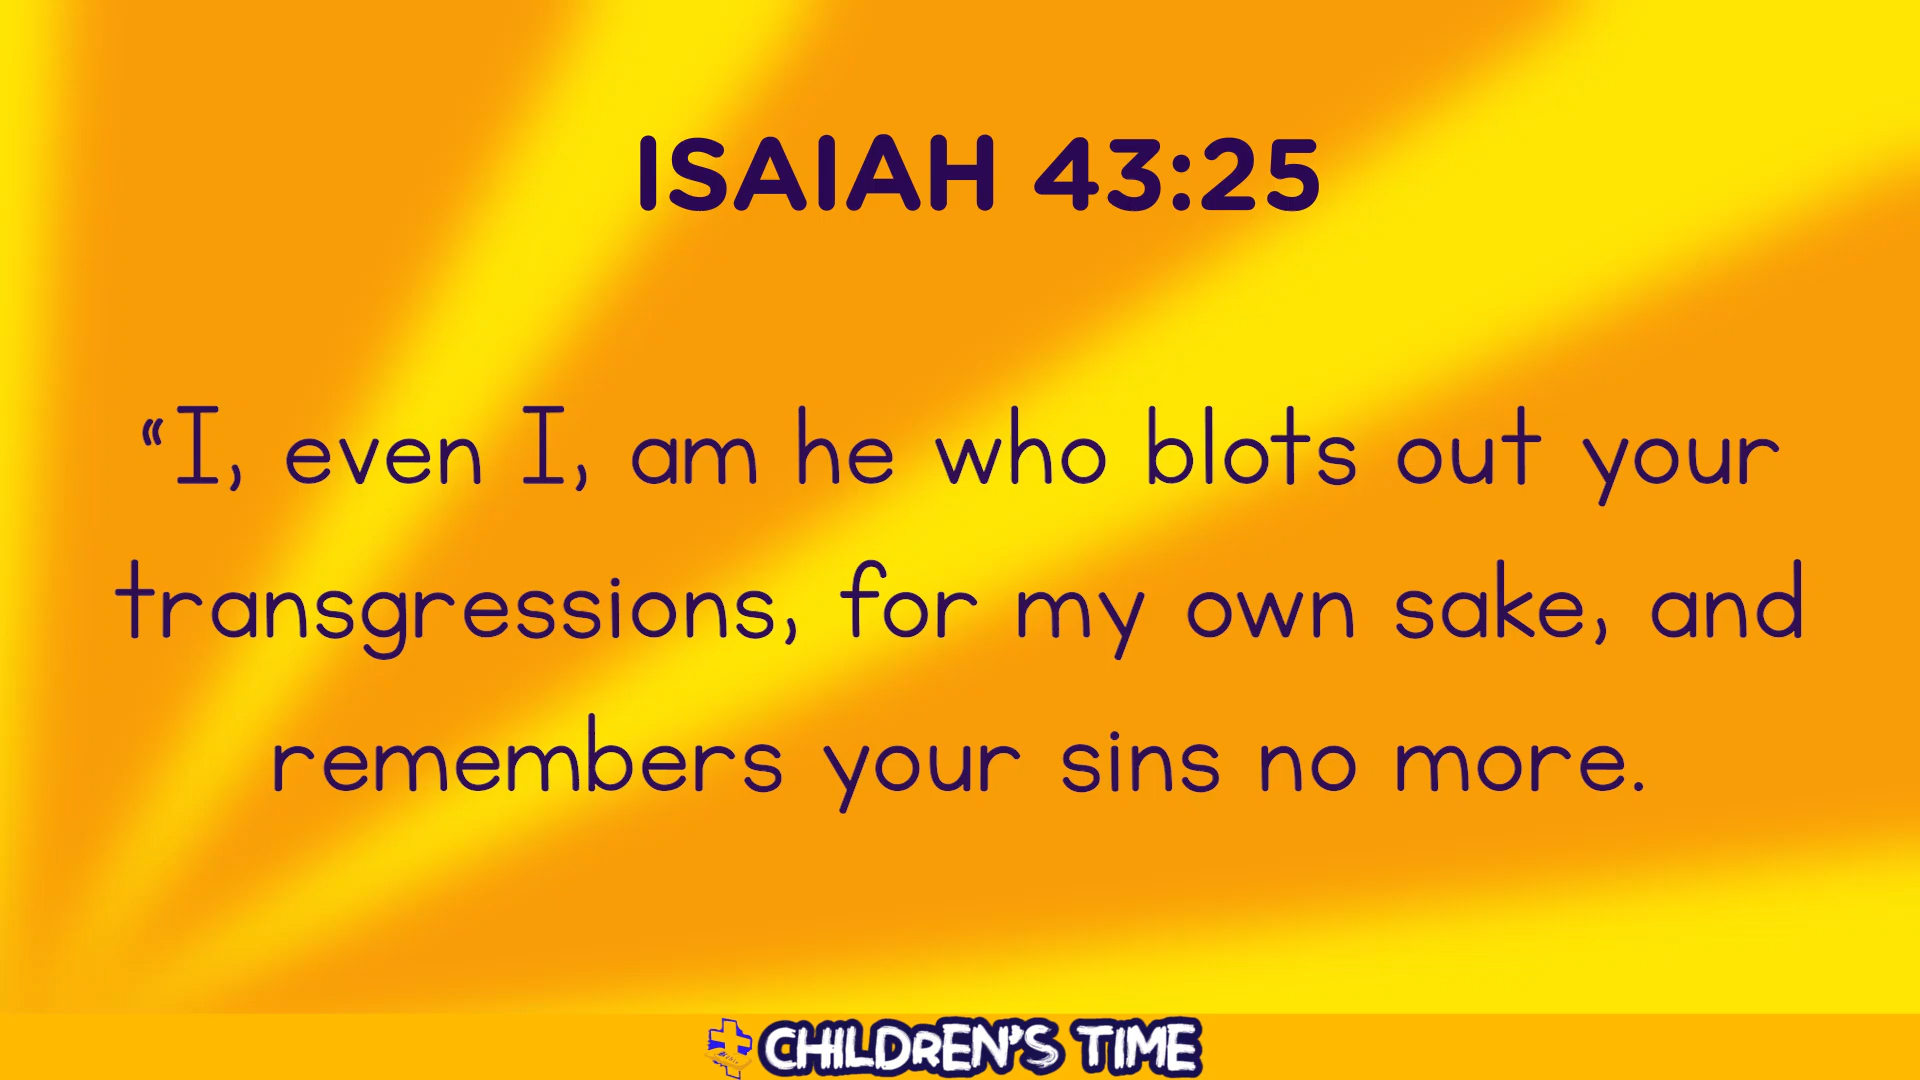 ISAIAH 43:25
“I, even I, am he who blots out your
transgressions, for my own sake, and
remembers your sins no more.
CHILDREN'S TIME